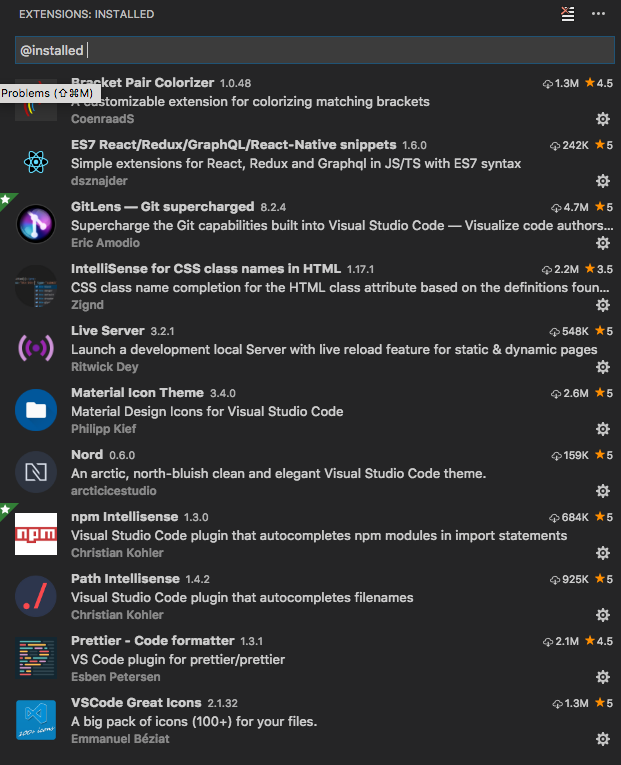 EXTENSIONS: INSTALLED
@installed
Problems (⇧⌘M)
Bracket Pair Colorizer 1.0.48 1.3M ★4.5
A customizable extension for colorizing matching brackets
CoenraadS
ES7 React/Redux/GraphQL/React-Native snippets 1.6.0 242K ★5
Simple extensions for React, Redux and Graphql in JS/TS with ES7 syntax
dsznajder
GitLens — Git supercharged 8.2.4 4.7M ★5
Supercharge the Git capabilities built into Visual Studio Code — Visualize code authors...
Eric Amodio
IntelliSense for CSS class names in HTML 1.17.1 2.2M ★3.5
CSS class name completion for the HTML class attribute based on the definitions foun...
Zignd
Live Server 3.2.1 548K ★5
Launch a development local Server with live reload feature for static & dynamic pages
Ritwick Dey
Material Icon Theme 3.4.0 2.6M ★5
Material Design Icons for Visual Studio Code
Philipp Kief
Nord 0.6.0 159K ★5
An arctic, north-bluish clean and elegant Visual Studio Code theme.
arcticicestudio
npm Intellisense 1.3.0 684K ★5
npm
Visual Studio Code plugin that autocompletes npm modules in import statements
Christian Kohler
Path Intellisense 1.4.2 925K ★5
Visual Studio Code plugin that autocompletes filenames
Christian Kohler
Prettier - Code formatter 1.3.1 2.1M ★4.5
VS Code plugin for prettier/prettier
Esben Petersen
VSCode Great Icons 2.1.32 1.3M ★5
A big pack of icons (100+) for your files.
100+ icons
Emmanuel Béziat